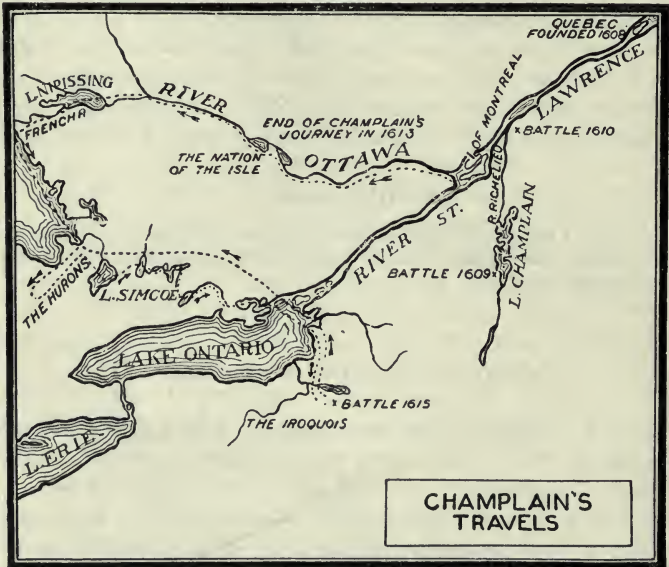 QUEBEC
FOUNDED 1608
LAWRENCE
I. OF MONTREAL
× BATTLE 1610
L. NIPISSING
RIVER
FRENCH R
END OF CHAMPLAIN'S
JOURNEY IN 1613
THE NATION
OF THE ISLE
OTTAWA
R. RICHELIEU
L. CHAMPLAIN
RIVER ST.
BATTLE 1609 ×
THE HURONS
L. SIMCOE
LAKE ONTARIO
× BATTLE 1615
THE IROQUOIS
L. ERIE.
CHAMPLAIN'S
TRAVELS